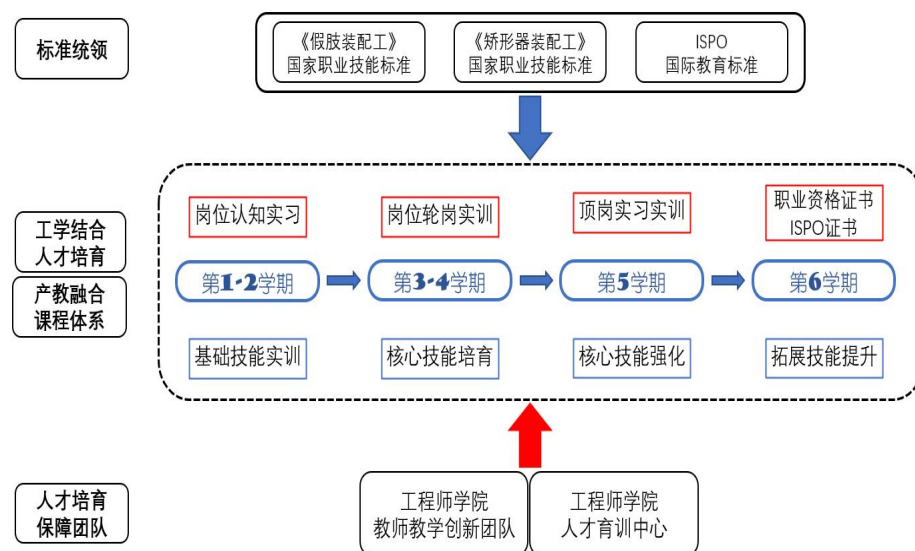 标准统领
《假肢装配工》
国家职业技能标准
《矫形器装配工》
国家职业技能标准
ISPO
国际教育标准
岗位认知实习
岗位轮岗实训
顶岗实习实训
职业资格证书
ISPO证书
工学结合
人才培育
产教融合
课程体系
第1-2学期
第3-4学期
第5学期
第6学期
基础技能实训
核心技能培育
核心技能强化
拓展技能提升
人才培育
保障团队
工程师学院
教师教学创新团队
工程师学院
人才育训中心